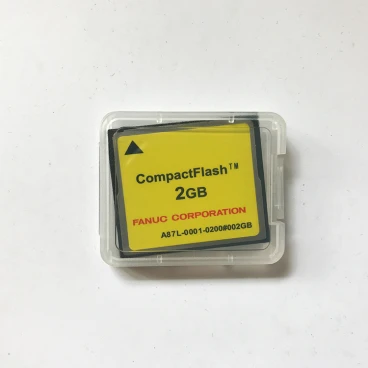 CompactFlash™
2GB
FANUC CORPORATION
A87L-0001-0200#002GB